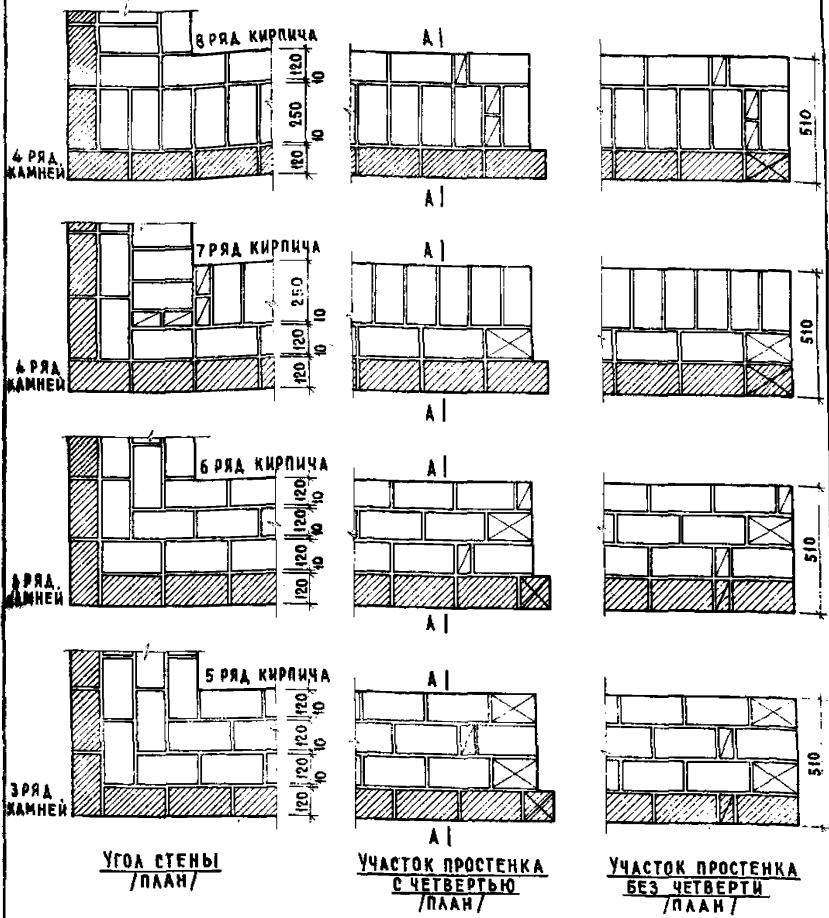 8 РЯД КИРПИЧА
120
10
250
10
120
4 РЯД
КАМНЕЙ
А
А
510
7 РЯД КИРПИЧА
250
10
120
10
120
4 РЯД
КАМНЕЙ
А
А
510
6 РЯД КИРПИЧА
120
10
120
10
120
10
120
РЯД
КАМНЕЙ
А
А
510
5 РЯД КИРПИЧА
120
10
120
10
120
10
120
3 РЯД
КАМНЕЙ
А
А
510
УГОЛ СТЕНЫ
/ПЛАН/
УЧАСТОК ПРОСТЕНКА
С ЧЕТВЕРТЬЮ
/ПЛАН/
УЧАСТОК ПРОСТЕНКА
БЕЗ ЧЕТВЕРТИ
/ПЛАН/